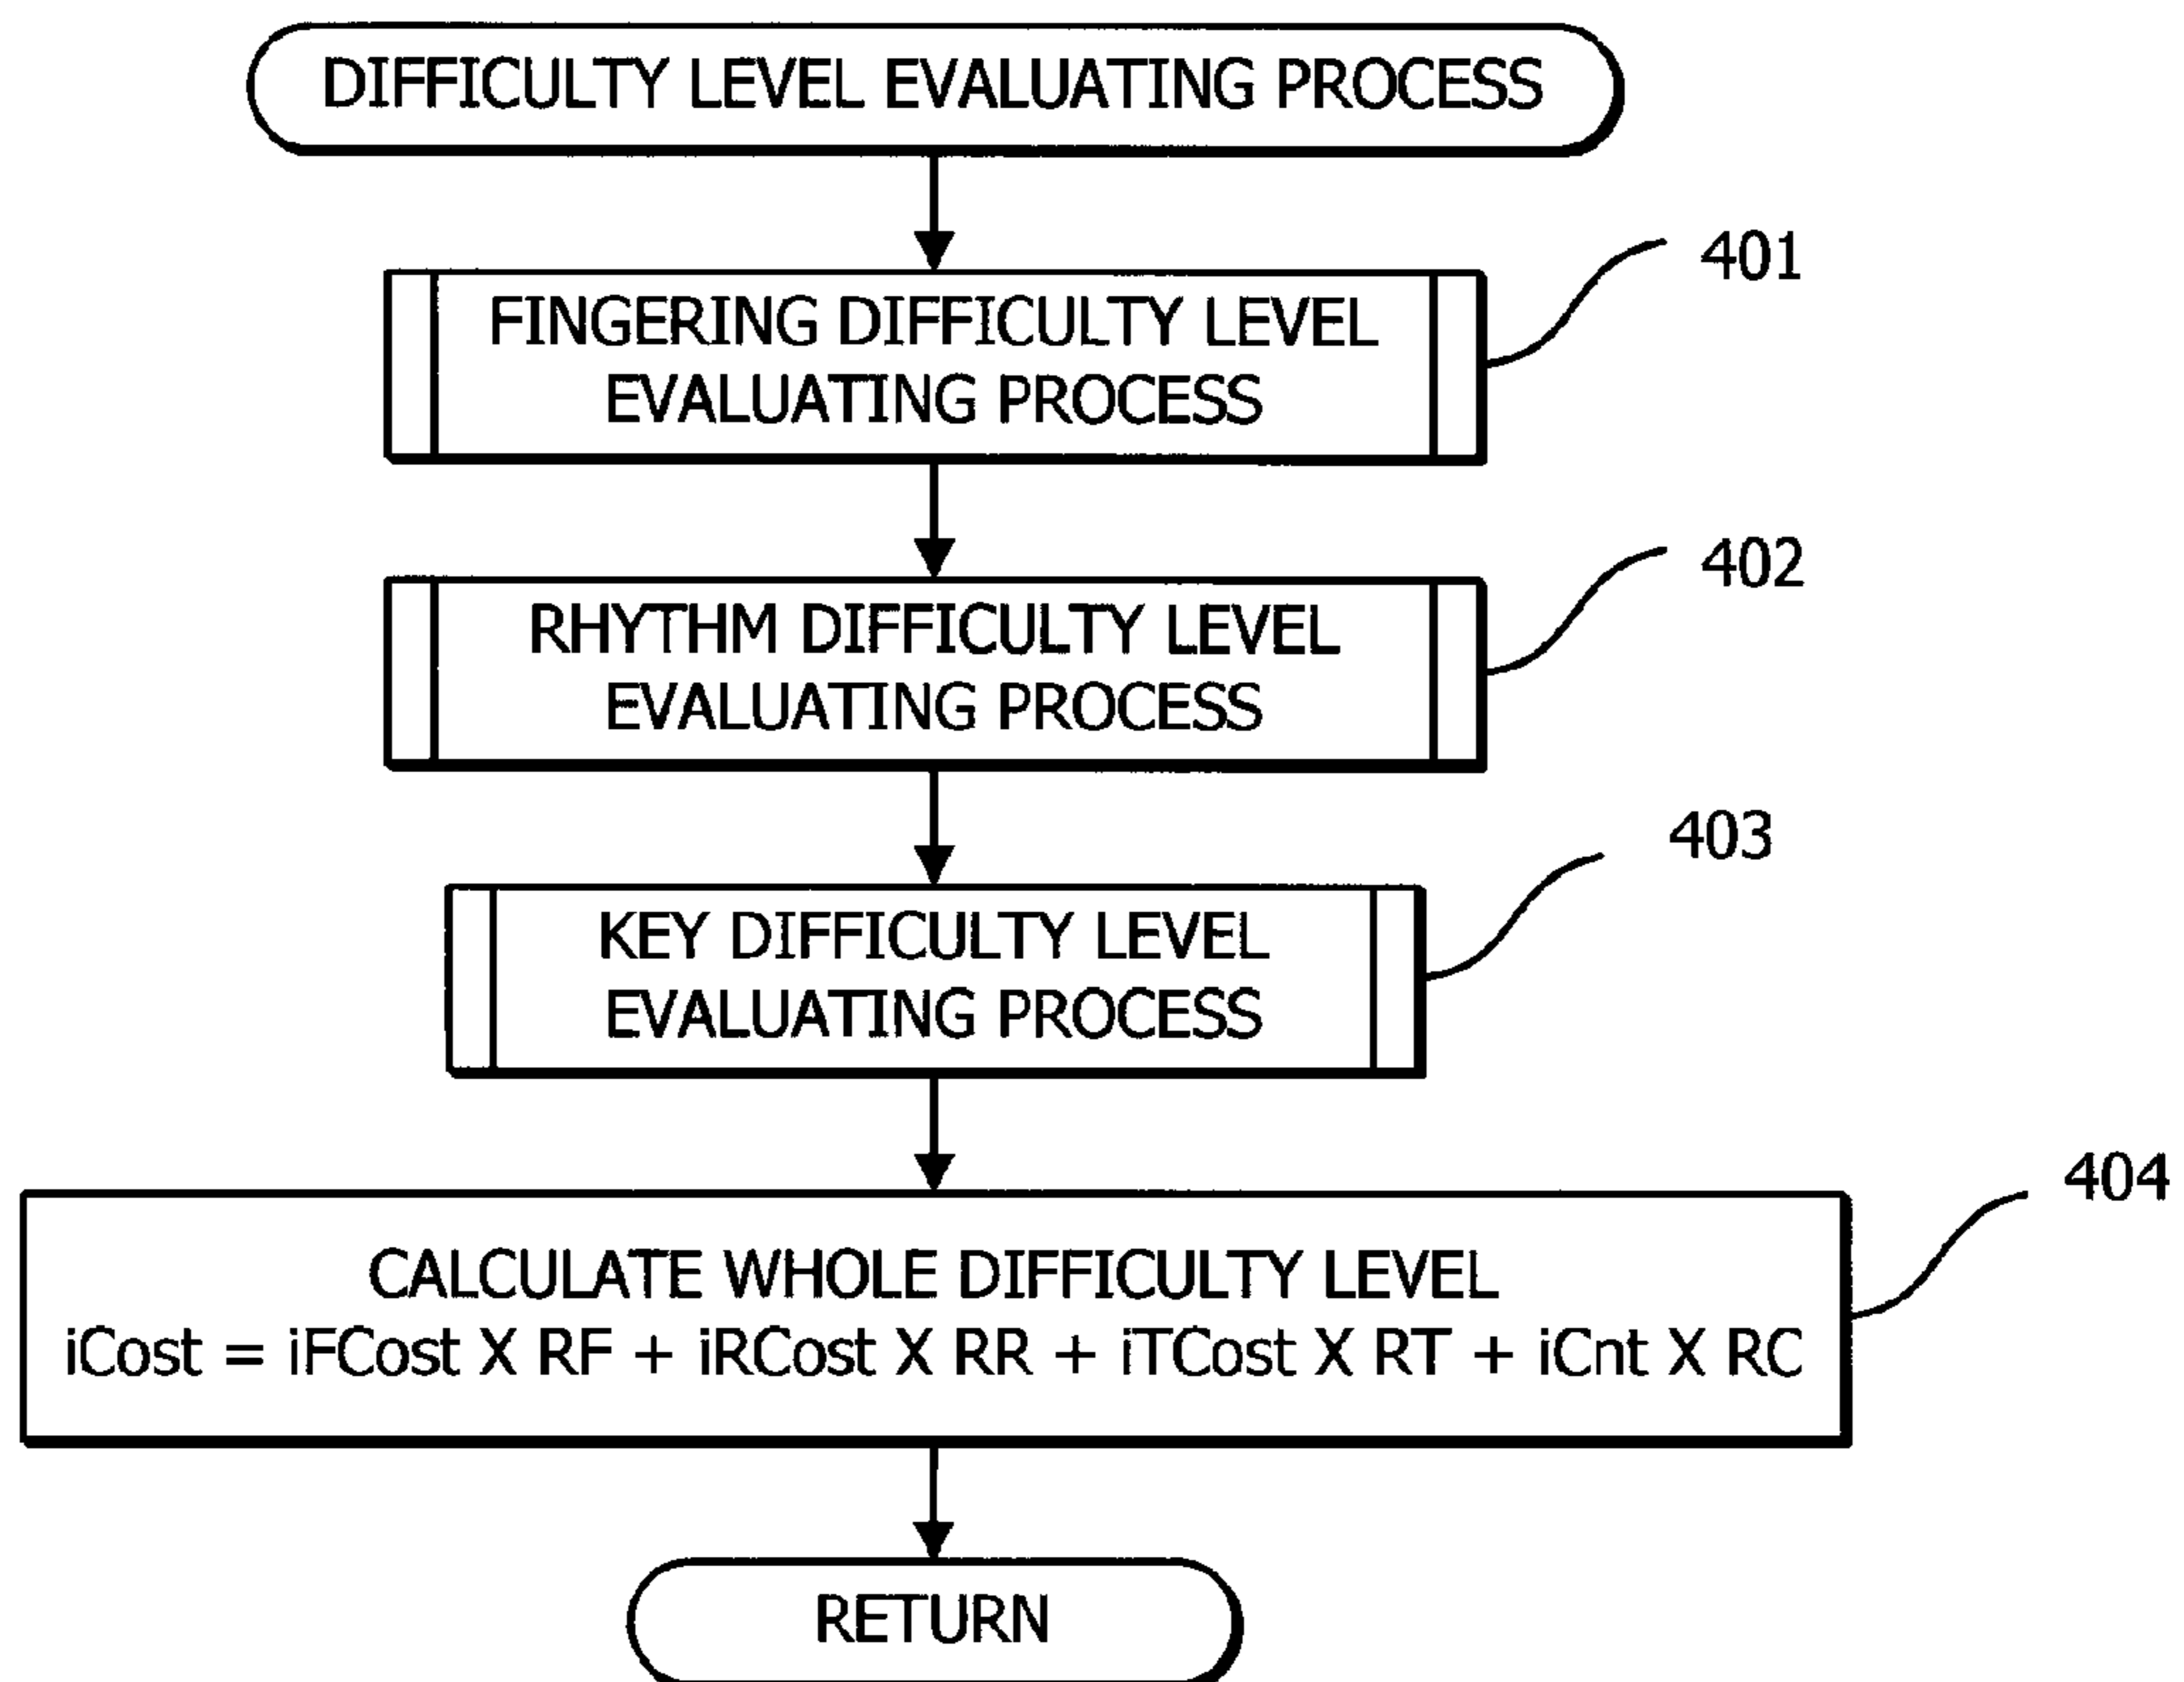 DIFFICULTY LEVEL EVALUATING PROCESS
401
FINGERING DIFFICULTY LEVEL
EVALUATING PROCESS
402
RHYTHM DIFFICULTY LEVEL
EVALUATING PROCESS
403
KEY DIFFICULTY LEVEL
EVALUATING PROCESS
404
CALCULATE WHOLE DIFFICULTY LEVEL
iCost = iFCost X RF + iRCost X RR + iTCost X RT + iCnt X RC
RETURN